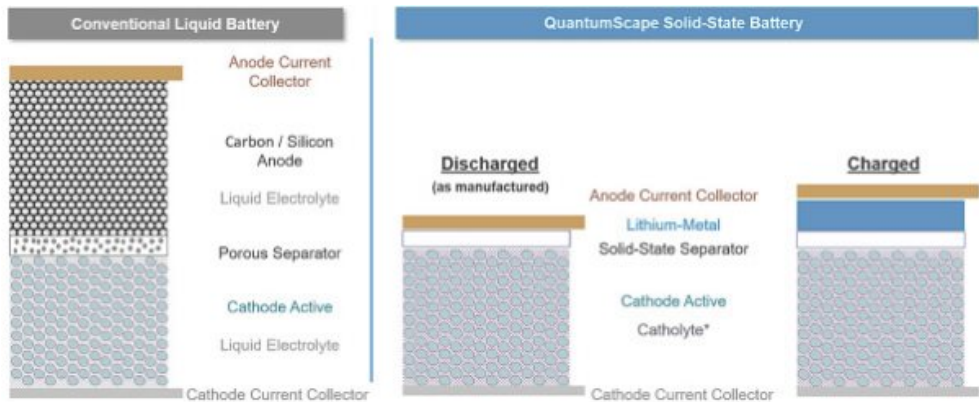 Conventional Liquid Battery
Anode Current
Collector
Carbon / Silicon
Anode
Liquid Electrolyte
Porous Separator
Cathode Active
Liquid Electrolyte
Cathode Current Collector
QuantumScape Solid-State Battery
Discharged
(as manufactured)
Charged
Anode Current Collector
Lithium-Metal
Solid-State Separator
Cathode Active
Catholyte*
Cathode Current Collector